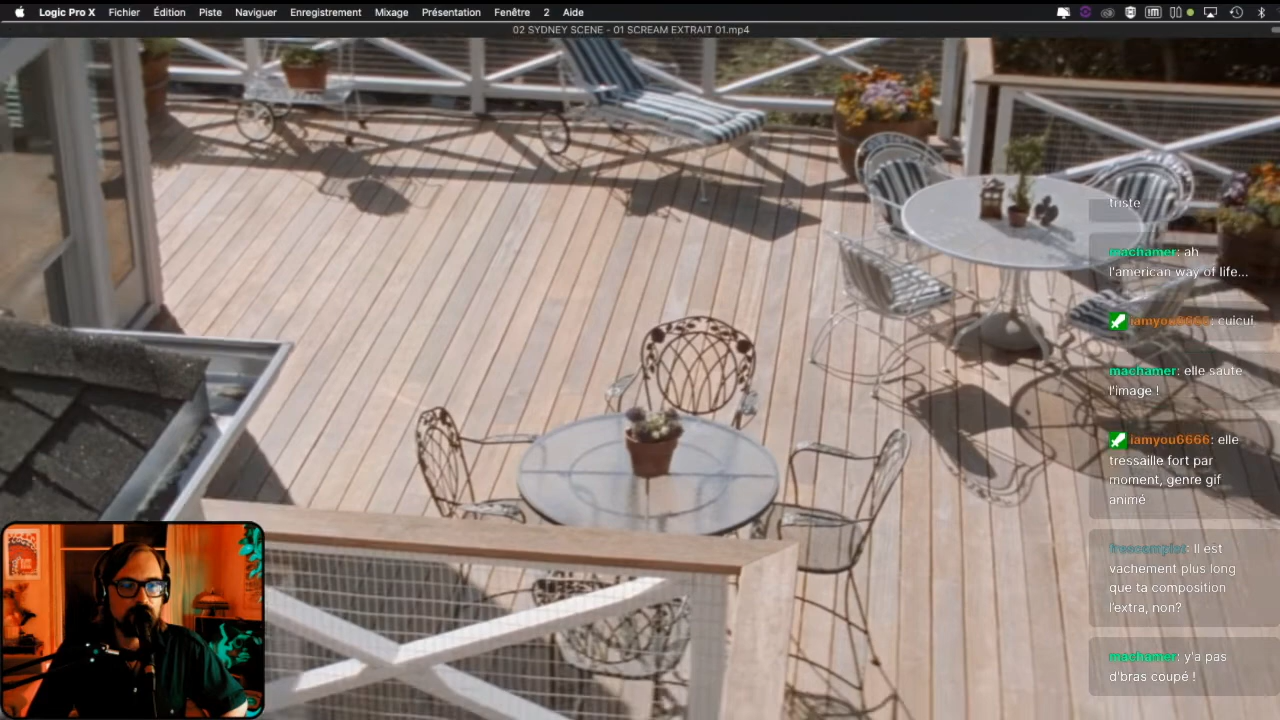 Logic Pro X Fichier Édition Piste Naviguer Enregistrement Mixage Présentation Fenêtre 2 Aide
02 SYDNEY SCENE - 01 SCREAM EXTRAIT 01.mp4
triste
machamer: ah
l'american way of life...
iamyou6666: cuicui
machamer: elle saute
l'image !
iamyou6666: elle
tressaille fort par
moment, genre gif
animé
: Il est
vachement plus long
que ta composition
l'extra, non?
machamer: y'a pas
d'bras coupé !